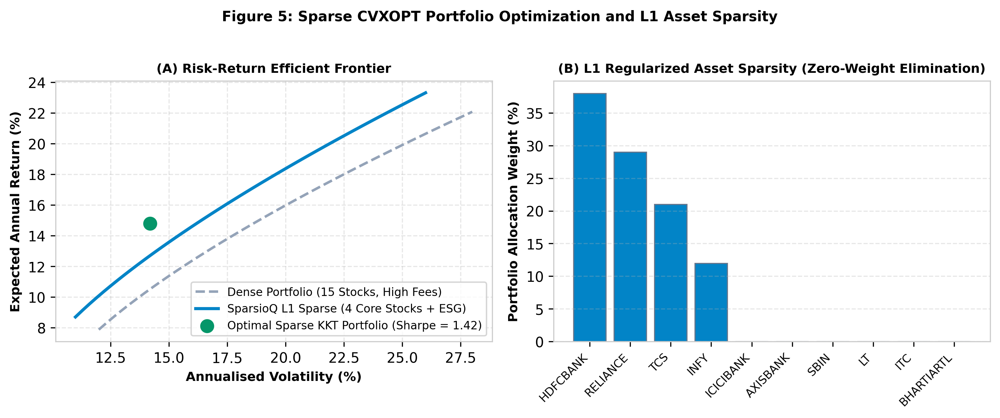 Figure 5: Sparse CVXOPT Portfolio Optimization and L1 Asset Sparsity
(A) Risk-Return Efficient Frontier
Expected Annual Return (%)
24
22
20
18
16
14
12
10
8
Dense Portfolio (15 Stocks, High Fees)
SparsioQ L1 Sparse (4 Core Stocks + ESG)
Optimal Sparse KKT Portfolio (Sharpe = 1.42)
12.5 15.0 17.5 20.0 22.5 25.0 27.5
Annualised Volatility (%)
(B) L1 Regularized Asset Sparsity (Zero-Weight Elimination)
Portfolio Allocation Weight (%)
35
30
25
20
15
10
5
0
HDFCBANK
RELIANCE
TCS
INFY
ICICIBANK
AXISBANK
SBIN
LT
ITC
BHARTIARTL